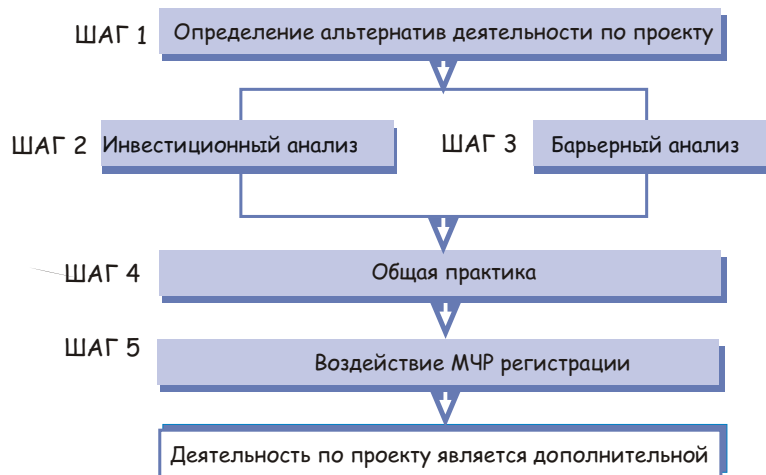 ШАГ 1 Определение альтернатив деятельности по проекту
ШАГ 2 Инвестиционный анализ
ШАГ 3 Барьерный анализ
ШАГ 4 Общая практика
ШАГ 5 Воздействие МЧР регистрации
Деятельность по проекту является дополнительной